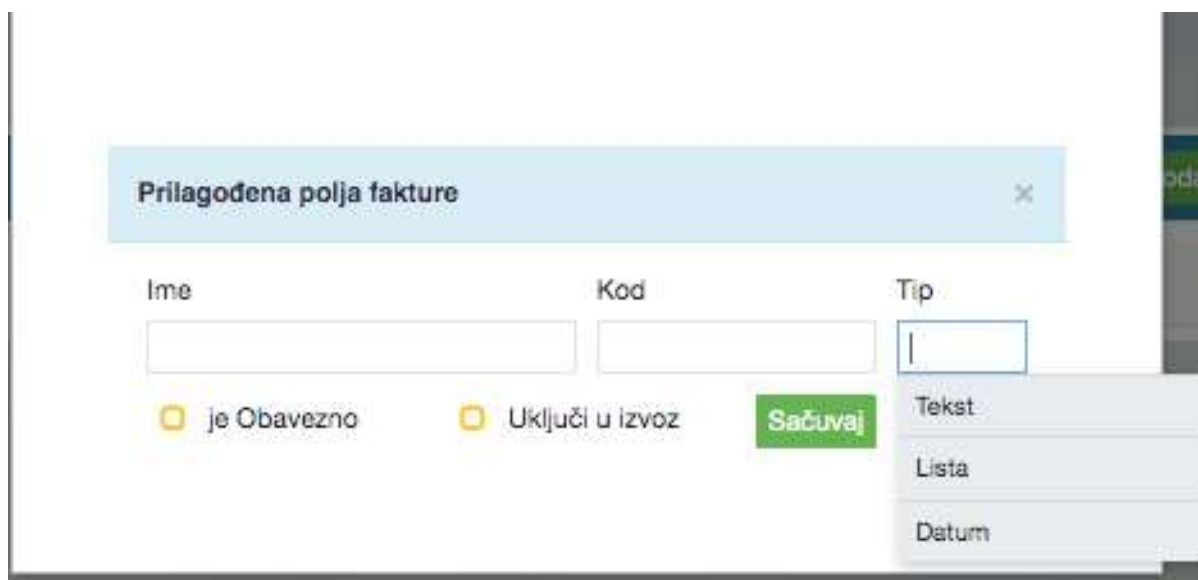 Prilagođena polja fakture
×
Ime Kod Tip
je Obavezno Uključi u izvoz Sačuvaj
Tekst
Lista
Datum